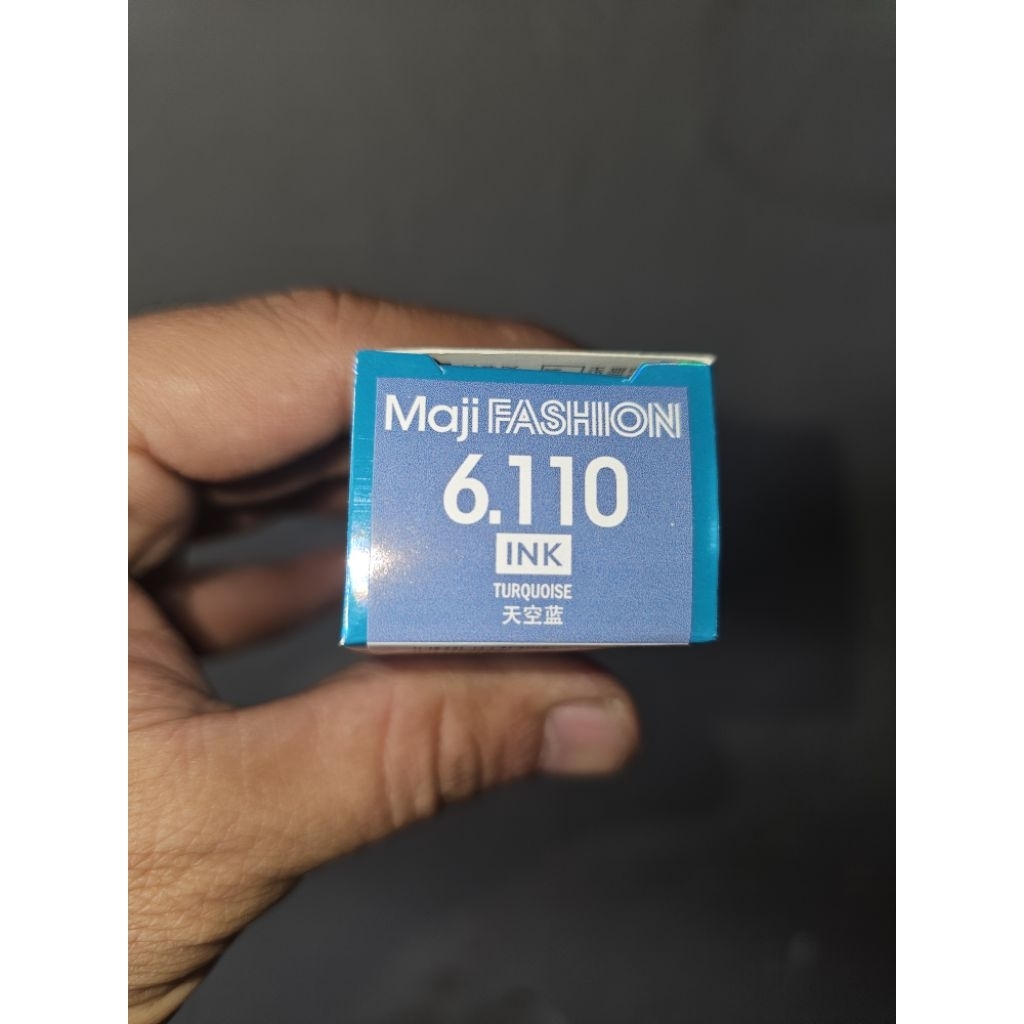 Maji FASHION
6.110
INK
TURQUOISE
天空蓝